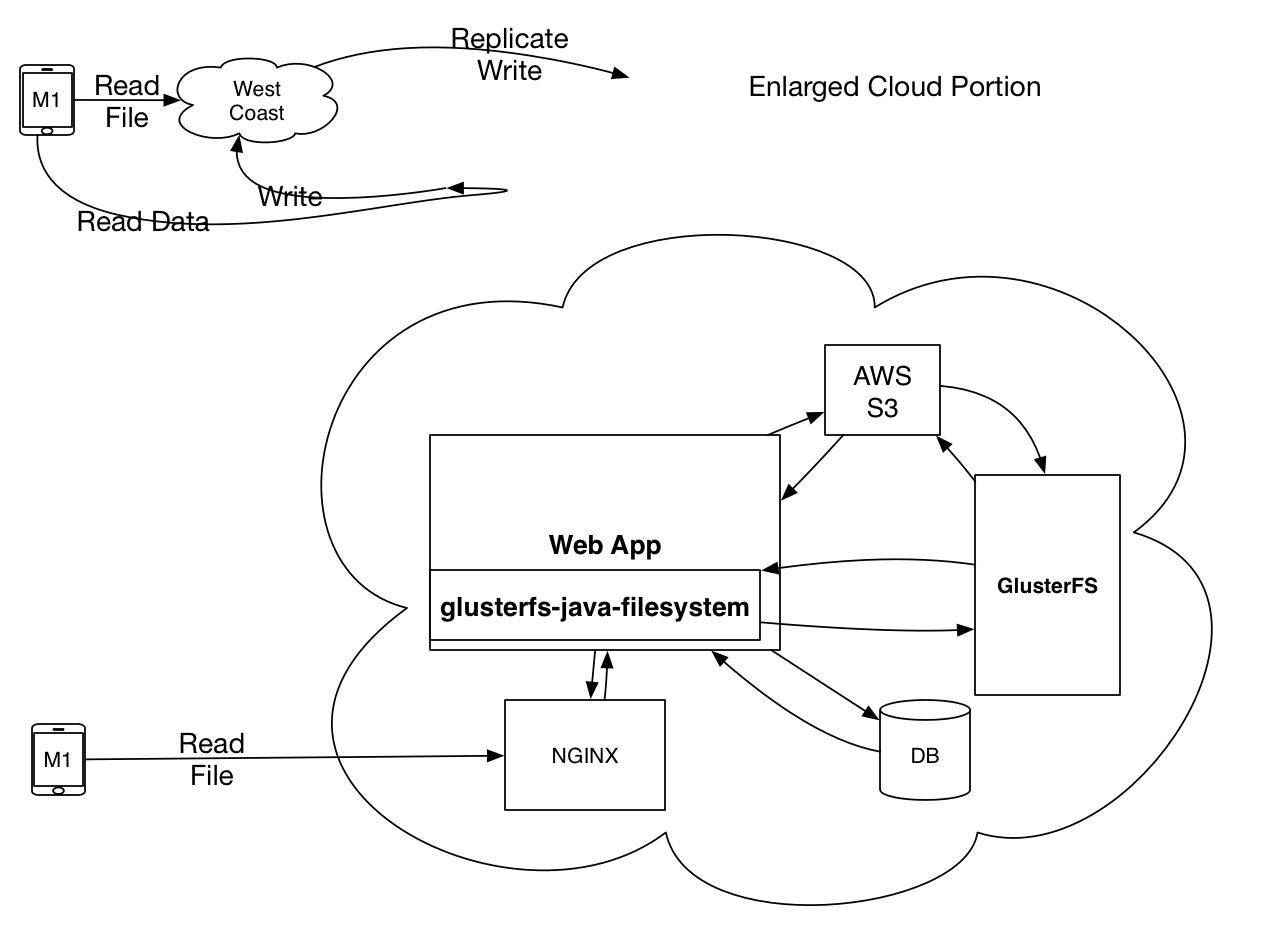 Replicate
Write
Enlarged Cloud Portion
M1
Read
File
West
Coast
Write
Read Data
AWS
S3
Web App
glusterfs-java-filesystem
GlusterFS
NGINX
DB
M1
Read
File